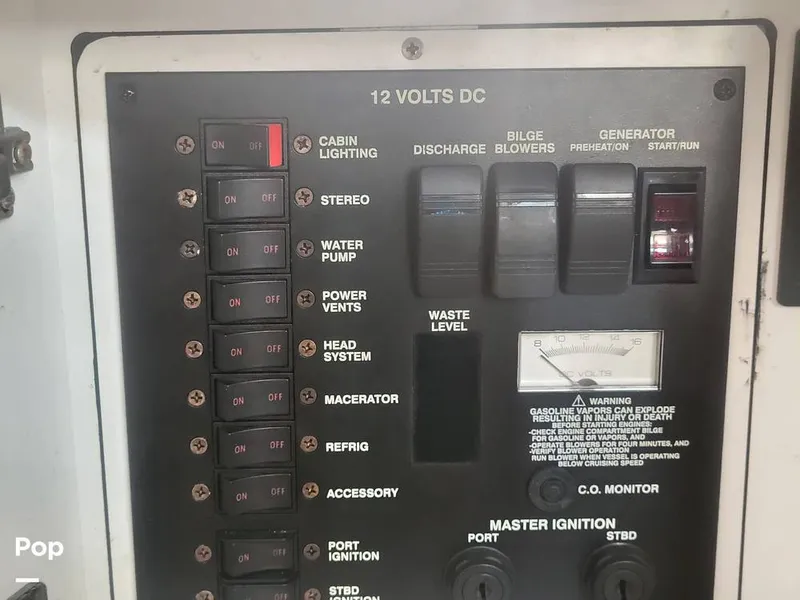 12 VOLTS DC
ON OFF
CABIN
LIGHTING
ON OFF
STEREO
ON OFF
WATER
PUMP
ON OFF
POWER
VENTS
ON OFF
HEAD
SYSTEM
ON OFF
MACERATOR
ON OFF
REFRIG
ON OFF
ACCESSORY
ON OFF
PORT
IGNITION
STBD
IGNITION
DISCHARGE
BILGE
BLOWERS
GENERATOR
PREHEAT/ON START/RUN
WASTE
LEVEL
8 10 12 14 16
DC VOLTS
WARNING
GASOLINE VAPORS CAN EXPLODE
RESULTING IN INJURY OR DEATH
BEFORE STARTING ENGINES:
-CHECK ENGINE COMPARTMENT BILGE
FOR GASOLINE OR VAPORS, AND
-OPERATE BLOWERS FOR FOUR MINUTES, AND
-VERIFY BLOWER OPERATION
RUN BLOWER WHEN VESSEL IS OPERATING
BELOW CRUISING SPEED
C.O. MONITOR
MASTER IGNITION
PORT STBD
Pop